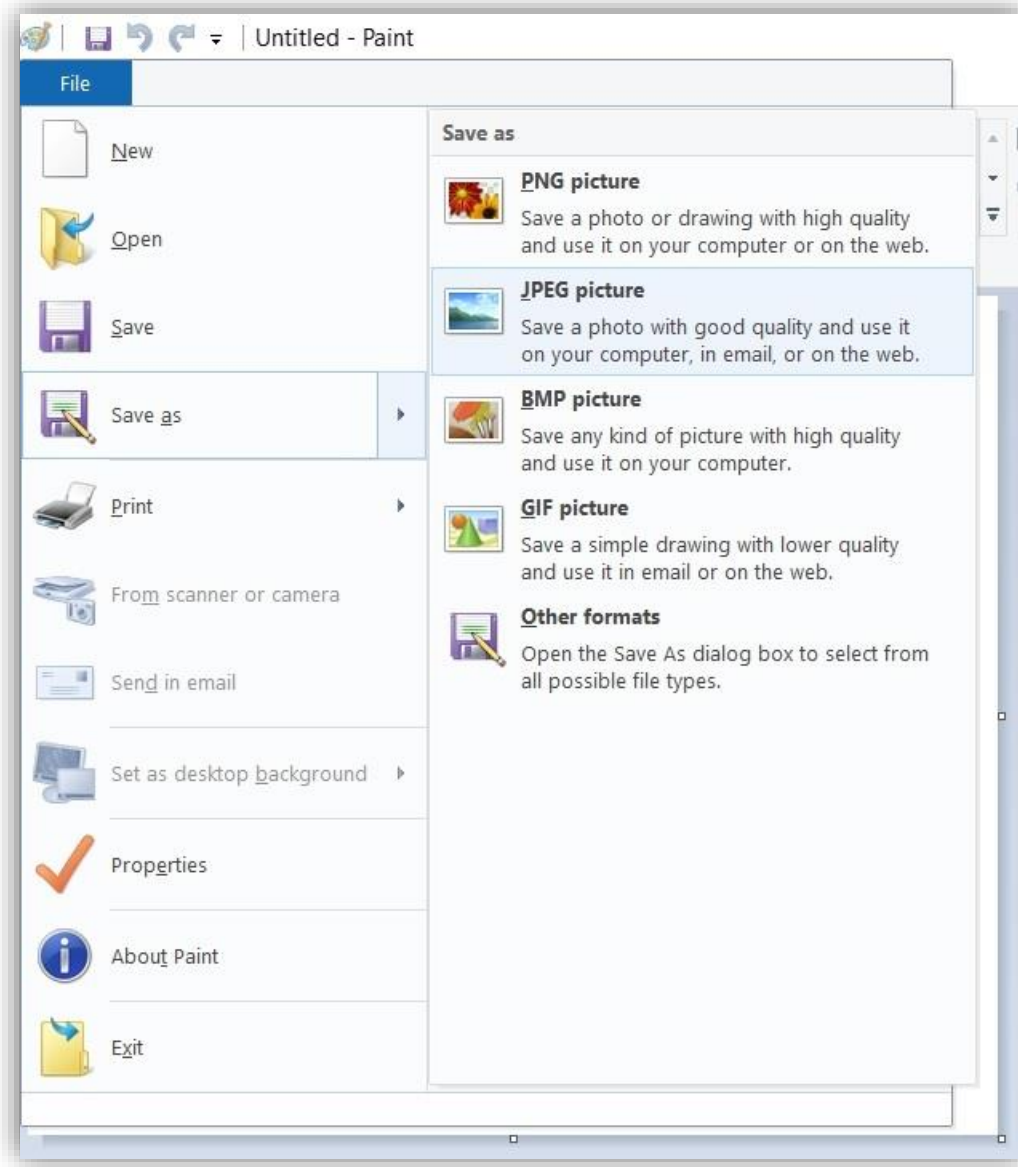 Untitled - Paint
File
New
Open
Save
Save as
Print
From scanner or camera
Send in email
Set as desktop background
Properties
About Paint
Exit
Save as
PNG picture
Save a photo or drawing with high quality
and use it on your computer or on the web.
JPEG picture
Save a photo with good quality and use it
on your computer, in email, or on the web.
BMP picture
Save any kind of picture with high quality
and use it on your computer.
GIF picture
Save a simple drawing with lower quality
and use it in email or on the web.
Other formats
Open the Save As dialog box to select from
all possible file types.